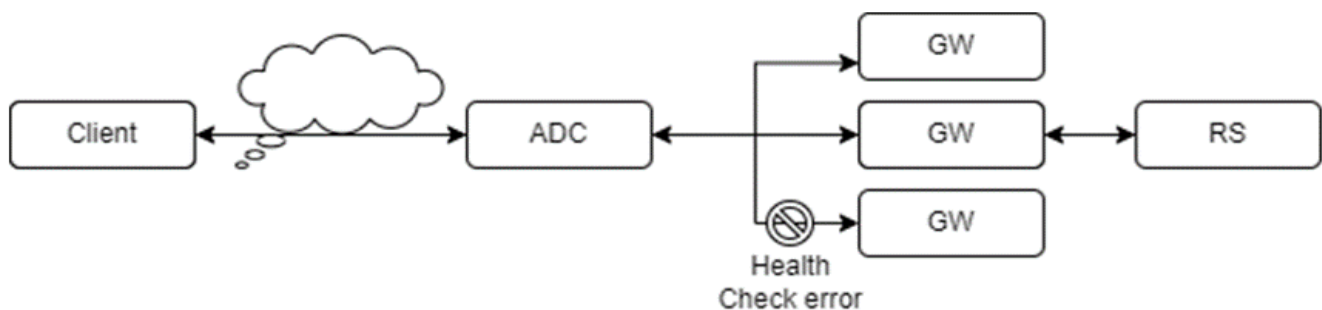 GW
Client
ADC
GW
RS
GW
Health
Check error